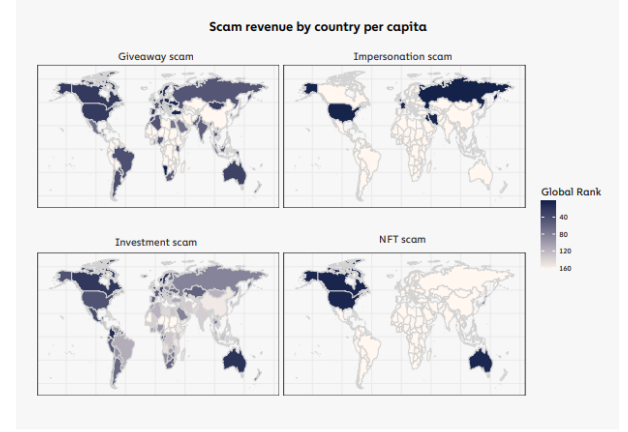 Scam revenue by country per capita
Giveaway scam
Impersonation scam
Global Rank
40
80
120
160
Investment scam
NFT scam